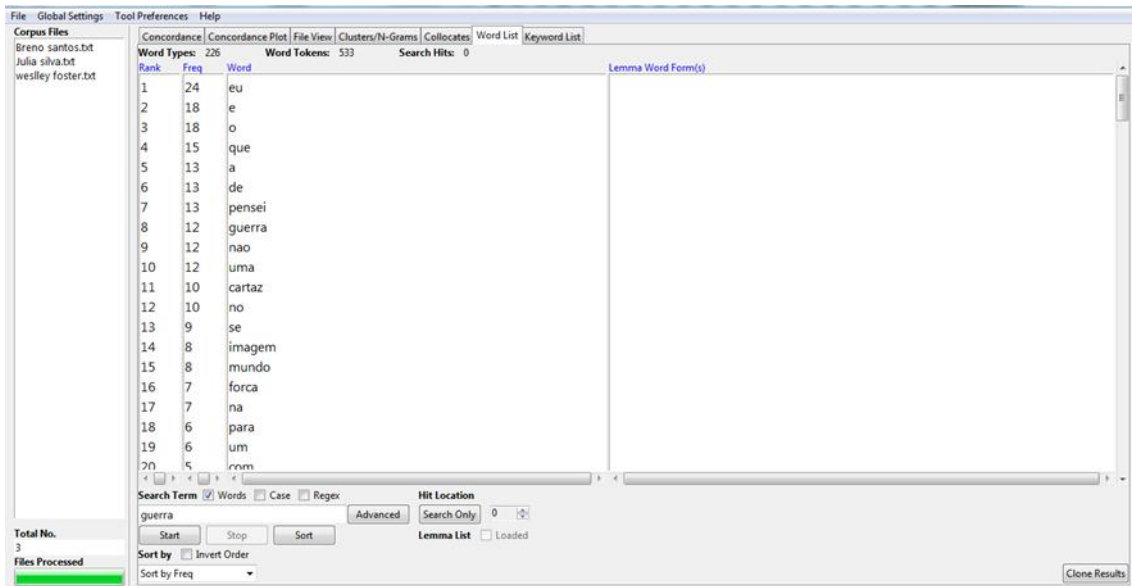 File Global Settings Tool Preferences Help
Corpus Files
Breno santos.txt
Julia silva.txt
weslley foster.txt
Concordance Concordance Plot File View Clusters/N-Grams Collocates Word List Keyword List
Word Types: 226 Word Tokens: 533 Search Hits: 0
Rank Freq Word Lemma Word Form(s)
1 24 eu
2 18 e
3 18 o
4 15 que
5 13 a
6 13 de
7 13 pensei
8 12 guerra
9 12 nao
10 12 uma
11 10 cartaz
12 10 no
13 9 se
14 8 imagem
15 8 mundo
16 7 forca
17 7 na
18 6 para
19 6 um
20 5 com
Search Term Words Case Regex Hit Location
guerra Advanced Search Only 0
Start Stop Sort Lemma List Loaded
Sort by Invert Order
Sort by Freq Clone Results
Total No.
3
Files Processed